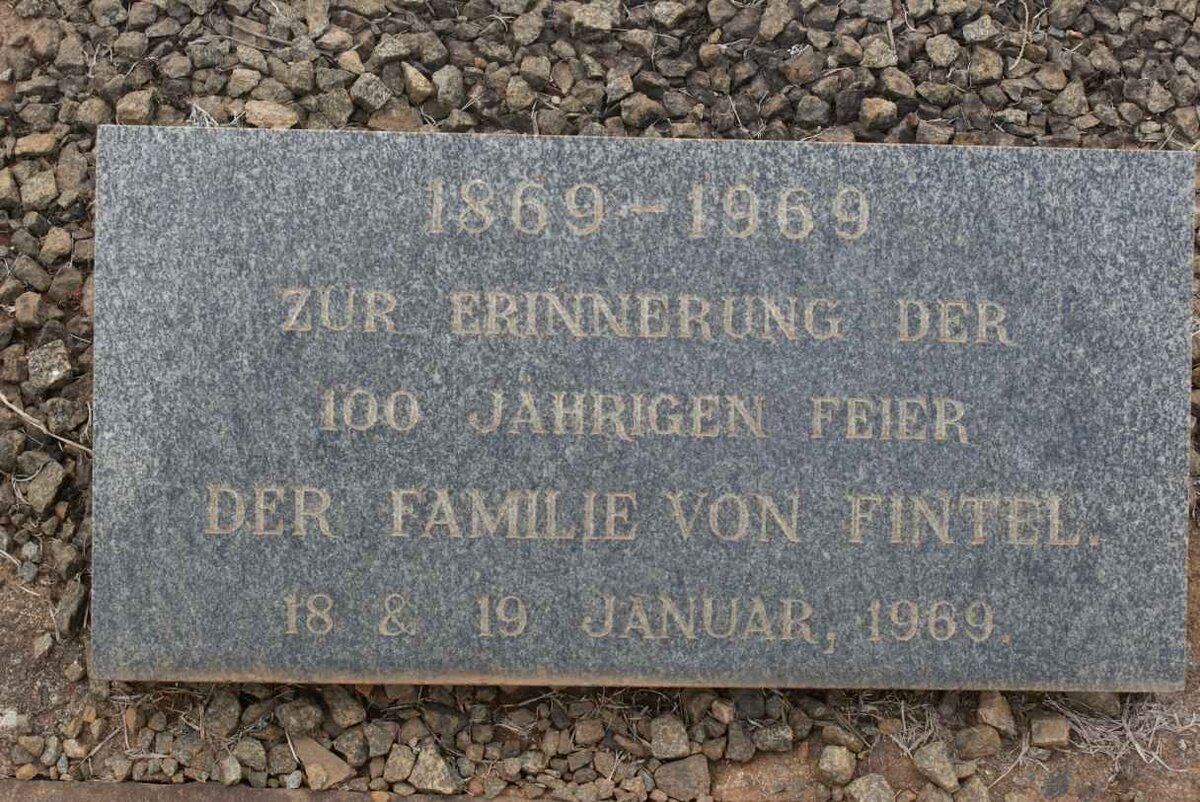 1869–1969
ZUR ERINNERUNG DER
100 JÄHRIGEN FEIER
DER FAMILIE VON FINTEL.
18 & 19 JANUAR, 1969.